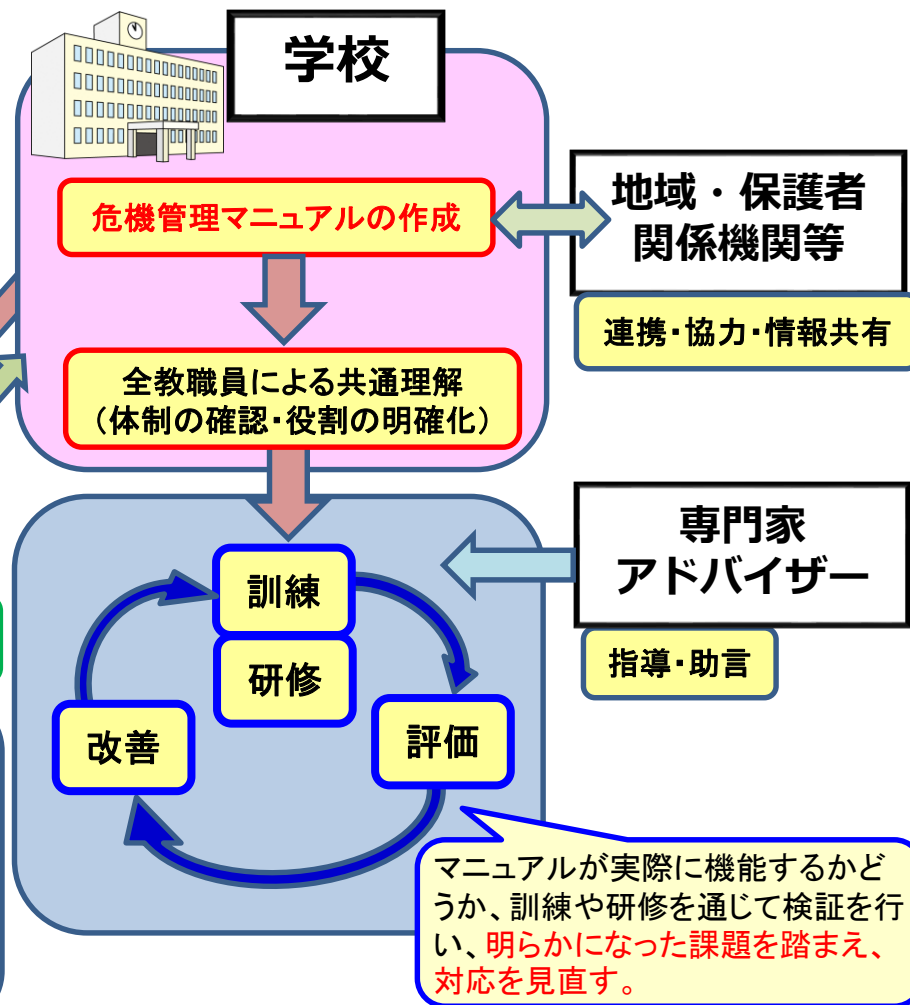 学校
危機管理マニュアルの作成
地域・保護者
関係機関等
連携・協力・情報共有
全教職員による共通理解
（体制の確認・役割の明確化）
専門家
アドバイザー
指導・助言
訓練
研修
改善
評価
マニュアルが実際に機能するかど
うか、訓練や研修を通じて検証を行
い、明らかになった課題を踏まえ、
対応を見直す。